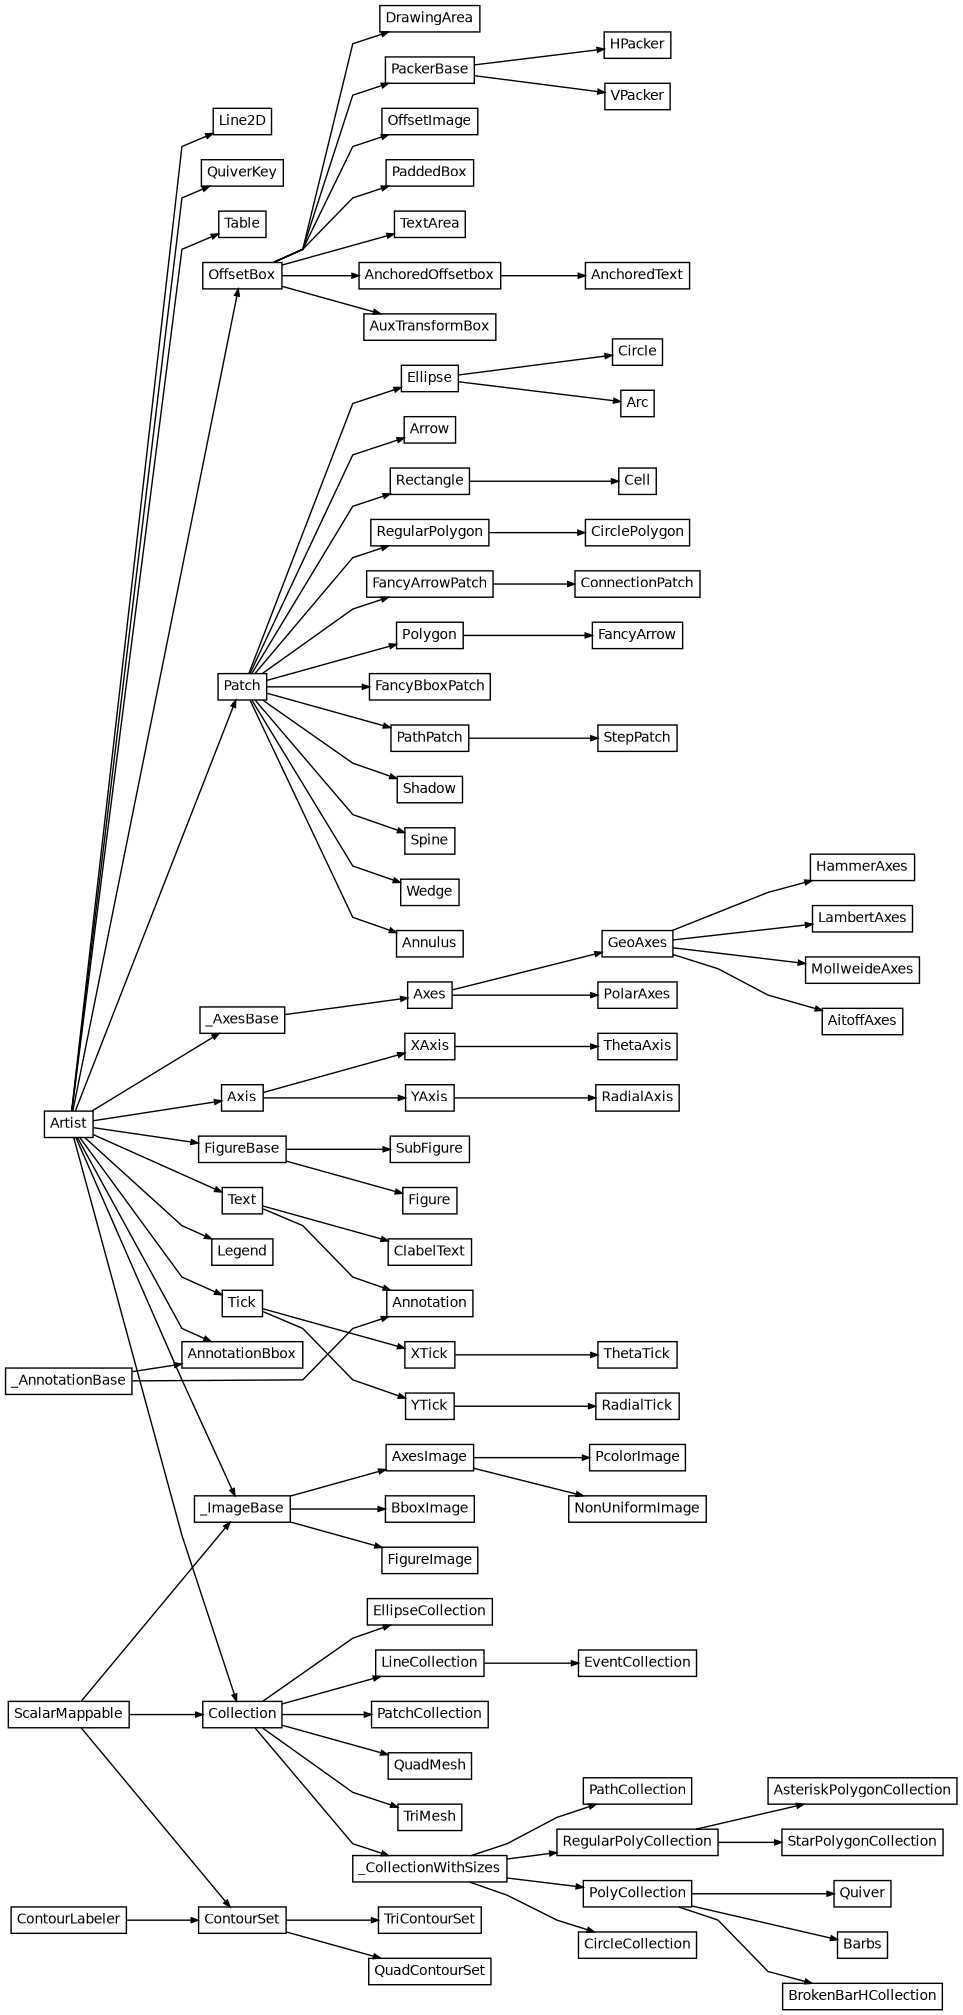 DrawingArea
HPacker
PackerBase
VPacker
Line2D
OffsetImage
QuiverKey
PaddedBox
Table
TextArea
OffsetBox
AnchoredOffsetbox
AnchoredText
AuxTransformBox
Circle
Ellipse
Arc
Arrow
Rectangle
Cell
RegularPolygon
CirclePolygon
FancyArrowPatch
ConnectionPatch
Polygon
FancyArrow
Patch
FancyBboxPatch
PathPatch
StepPatch
Shadow
Spine
HammerAxes
Wedge
LambertAxes
Annulus
GeoAxes
MollweideAxes
_AxesBase
Axes
PolarAxes
AitoffAxes
XAxis
ThetaAxis
Axis
YAxis
RadialAxis
Artist
FigureBase
SubFigure
Text
Figure
Legend
ClabelText
Tick
Annotation
AnnotationBbox
XTick
ThetaTick
_AnnotationBase
YTick
RadialTick
AxesImage
PcolorImage
_ImageBase
BboxImage
NonUniformImage
FigureImage
EllipseCollection
LineCollection
EventCollection
ScalarMappable
Collection
PatchCollection
QuadMesh
PathCollection
AsteriskPolygonCollection
TriMesh
RegularPolyCollection
StarPolygonCollection
_CollectionWithSizes
PolyCollection
Quiver
ContourLabeler
ContourSet
TriContourSet
CircleCollection
Barbs
QuadContourSet
BrokenBarHCollection